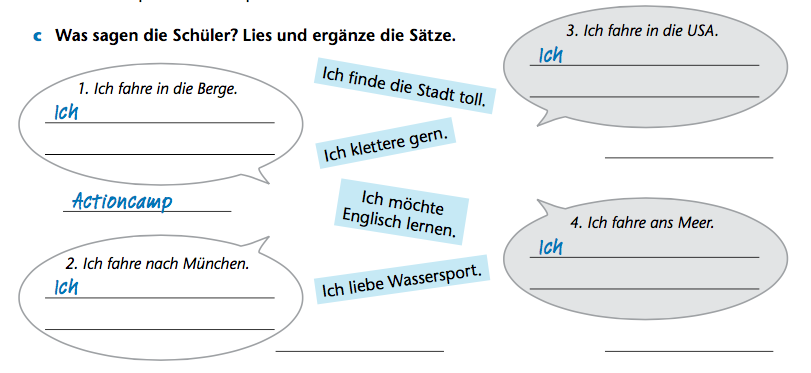 c Was sagen die Schüler? Lies und ergänze die Sätze.
1. Ich fahre in die Berge.
Ich
Actioncamp
2. Ich fahre nach München.
Ich
Ich finde die Stadt toll.
Ich klettere gern.
Ich möchte
Englisch lernen.
Ich liebe Wassersport.
3. Ich fahre in die USA.
Ich
4. Ich fahre ans Meer.
Ich